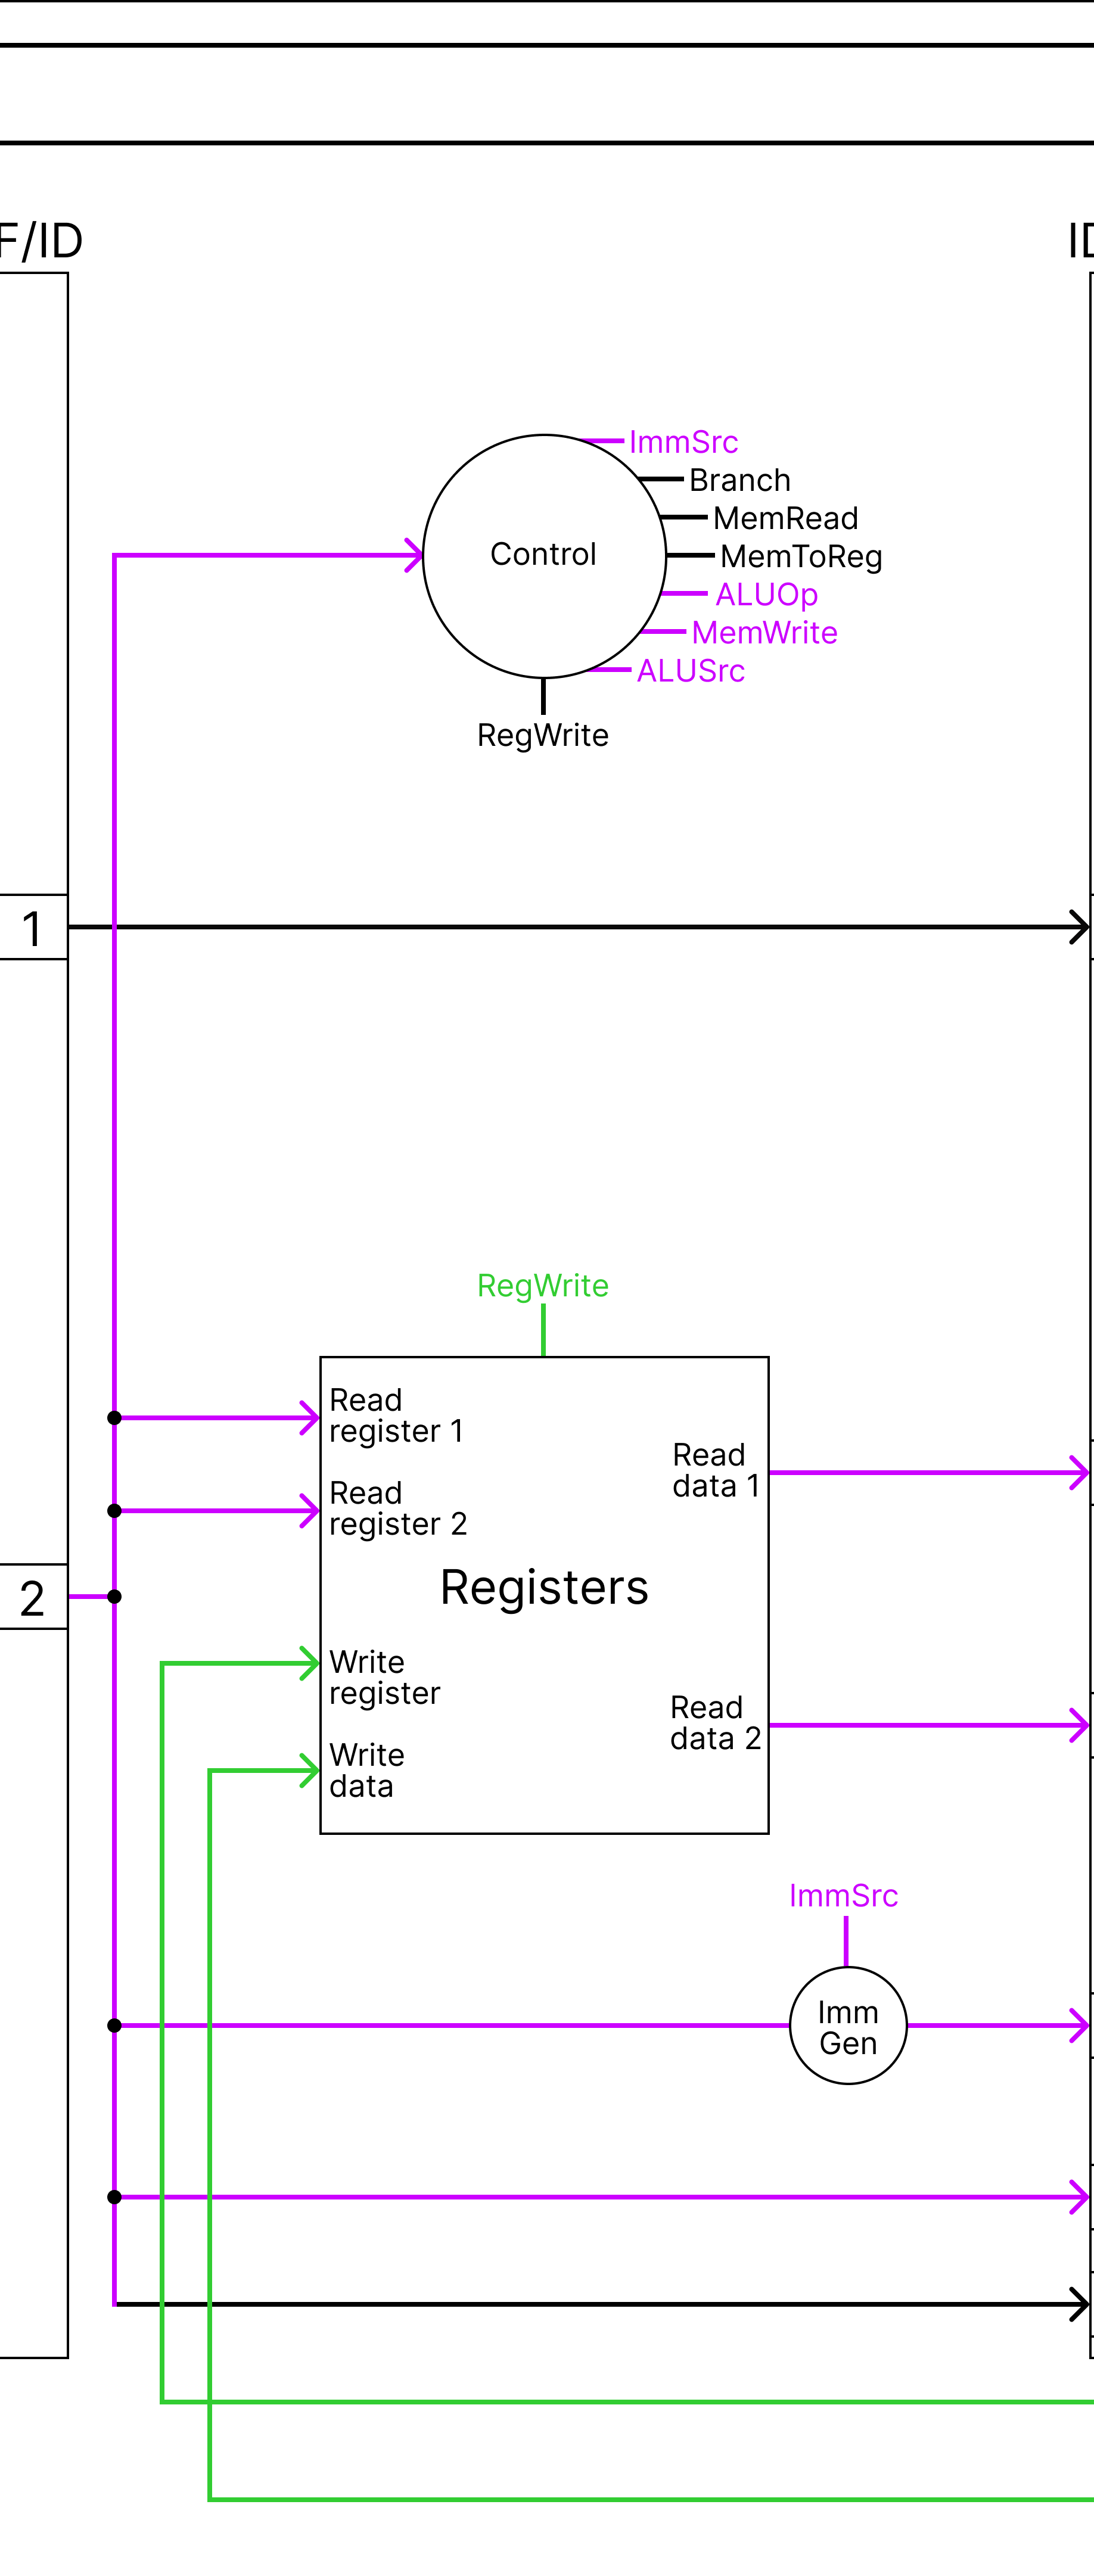 F/ID
ID
ImmSrc
Branch
MemRead
MemToReg
Control
ALUOp
MemWrite
ALUSrc
RegWrite
1
RegWrite
Read
register 1
Read
data 1
Read
register 2
Registers
2
Write
register
Read
data 2
Write
data
ImmSrc
Imm
Gen